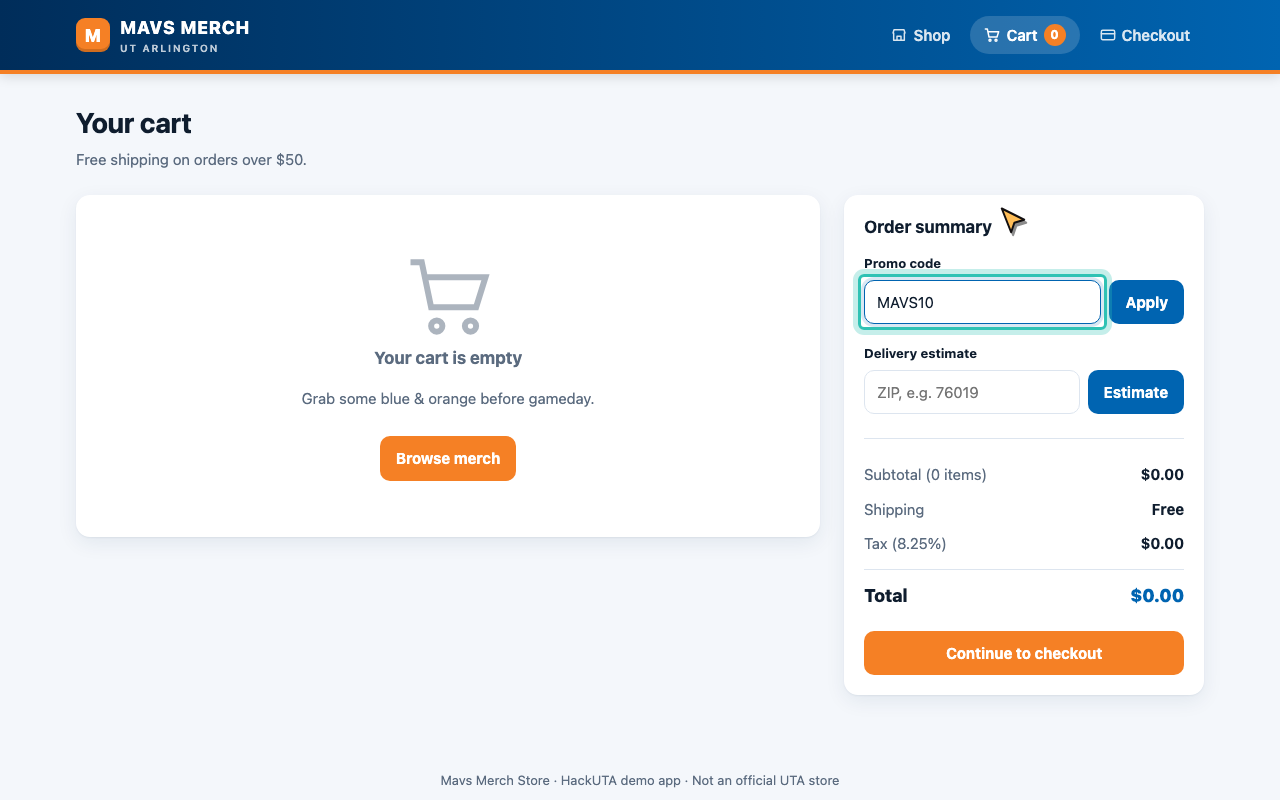 M
MAVS MERCH
UT ARLINGTON
Shop
Cart 0
Checkout
Your cart
Free shipping on orders over $50.
Your cart is empty
Grab some blue & orange before gameday.
Browse merch
Order summary
Promo code
MAVS10
Apply
Delivery estimate
ZIP, e.g. 76019
Estimate
Subtotal (0 items) $0.00
Shipping Free
Tax (8.25%) $0.00
Total $0.00
Continue to checkout
Mavs Merch Store · HackUTA demo app · Not an official UTA store